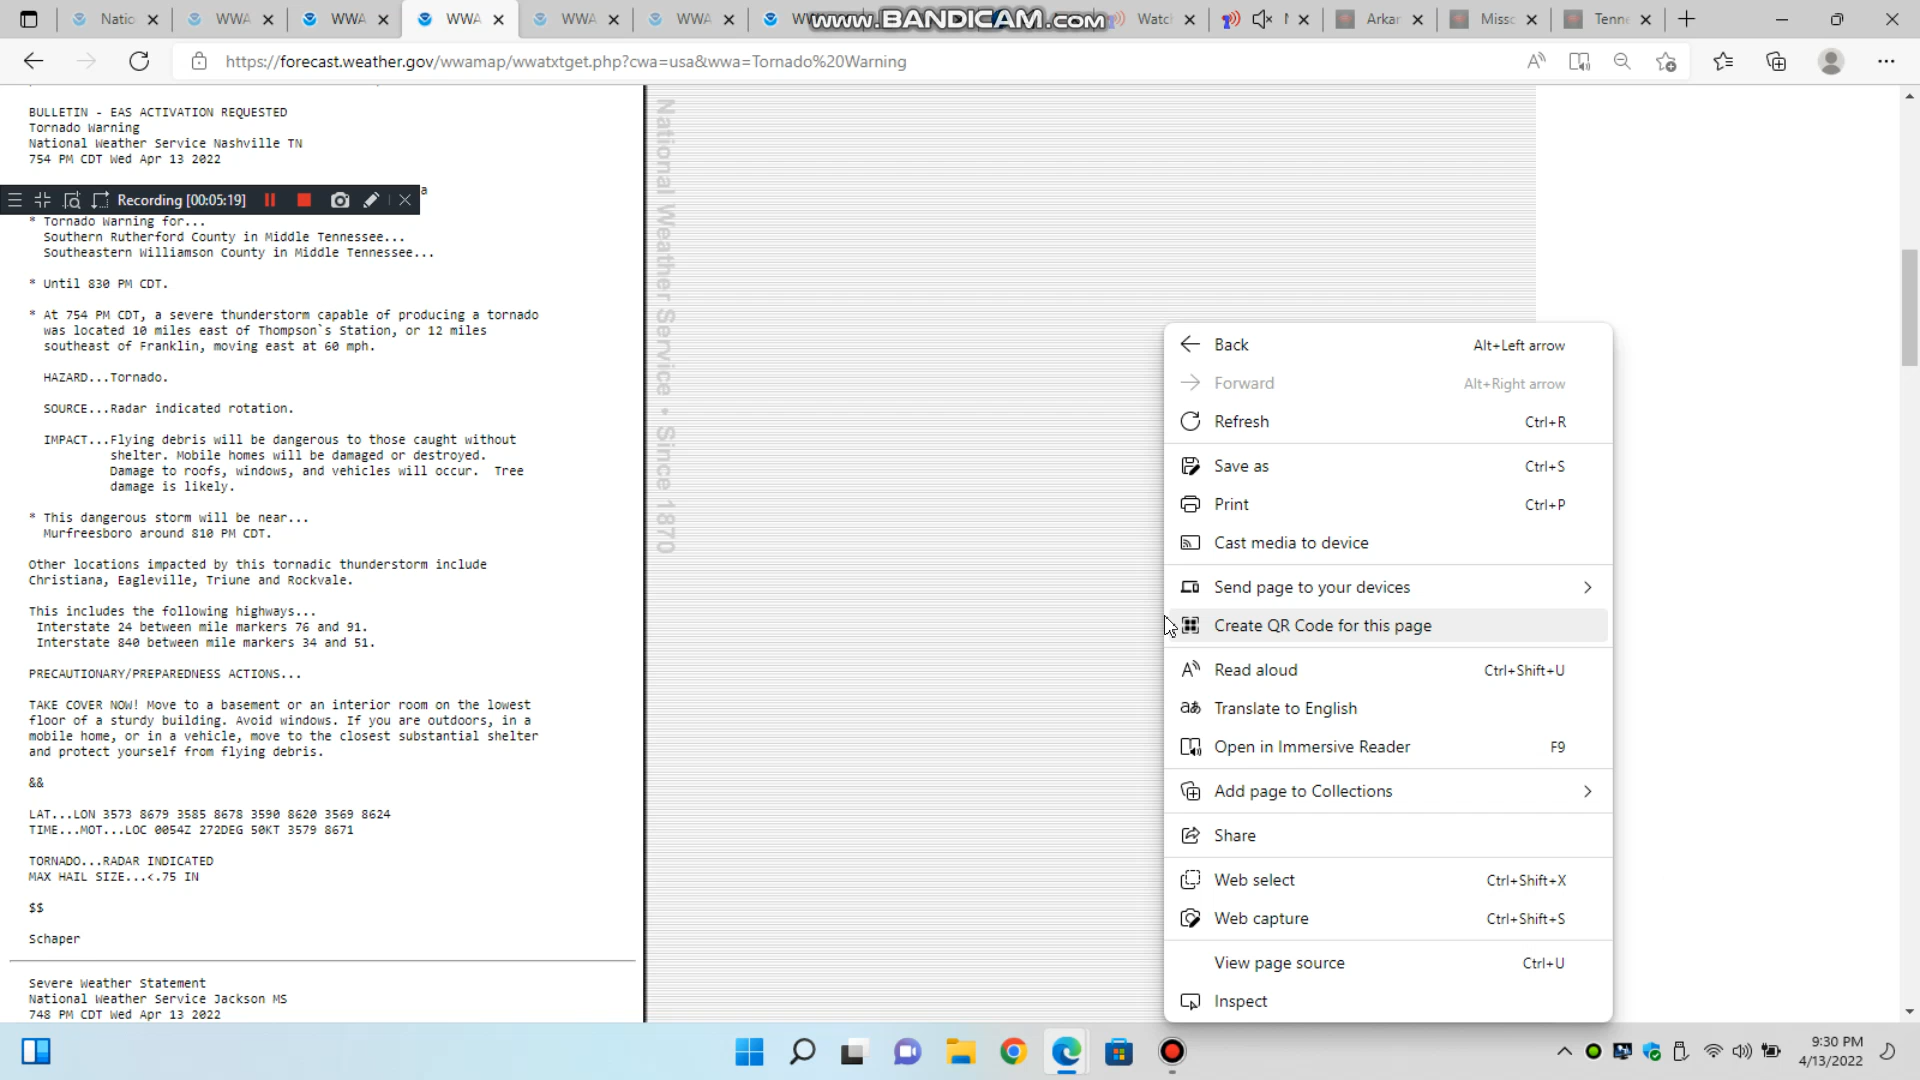 Natio
WWA
WWA
WWA
WWA
WWA
WW
www.BANDICAM.com
Watch
Arkar
Missc
Tenne
https://forecast.weather.gov/wwamap/wwatxtget.php?cwa=usa&wwa=Tornado%20Warning
BULLETIN - EAS ACTIVATION REQUESTED
Tornado Warning
National Weather Service Nashville TN
754 PM CDT Wed Apr 13 2022
a
Recording [00:05:19]
* Tornado Warning for...
Southern Rutherford County in Middle Tennessee...
Southeastern Williamson County in Middle Tennessee...
* Until 830 PM CDT.
* At 754 PM CDT, a severe thunderstorm capable of producing a tornado
was located 10 miles east of Thompson`s Station, or 12 miles
southeast of Franklin, moving east at 60 mph.
HAZARD...Tornado.
SOURCE...Radar indicated rotation.
IMPACT...Flying debris will be dangerous to those caught without
shelter. Mobile homes will be damaged or destroyed.
Damage to roofs, windows, and vehicles will occur. Tree
damage is likely.
* This dangerous storm will be near...
Murfreesboro around 810 PM CDT.
Other locations impacted by this tornadic thunderstorm include
Christiana, Eagleville, Triune and Rockvale.
This includes the following highways...
Interstate 24 between mile markers 76 and 91.
Interstate 840 between mile markers 34 and 51.
PRECAUTIONARY/PREPAREDNESS ACTIONS...
TAKE COVER NOW! Move to a basement or an interior room on the lowest
floor of a sturdy building. Avoid windows. If you are outdoors, in a
mobile home, or in a vehicle, move to the closest substantial shelter
and protect yourself from flying debris.
&&
LAT...LON 3573 8679 3585 8678 3590 8620 3569 8624
TIME...MOT...LOC 0054Z 272DEG 50KT 3579 8671
TORNADO...RADAR INDICATED
MAX HAIL SIZE...<.75 IN
$$
Schaper
Severe Weather Statement
National Weather Service Jackson MS
748 PM CDT Wed Apr 13 2022
National Weather Service • Since 1870
Back Alt+Left arrow
Forward Alt+Right arrow
Refresh Ctrl+R
Save as Ctrl+S
Print Ctrl+P
Cast media to device
Send page to your devices
Create QR Code for this page
Read aloud Ctrl+Shift+U
Translate to English
Open in Immersive Reader F9
Add page to Collections
Share
Web select Ctrl+Shift+X
Web capture Ctrl+Shift+S
View page source Ctrl+U
Inspect
9:30 PM
4/13/2022